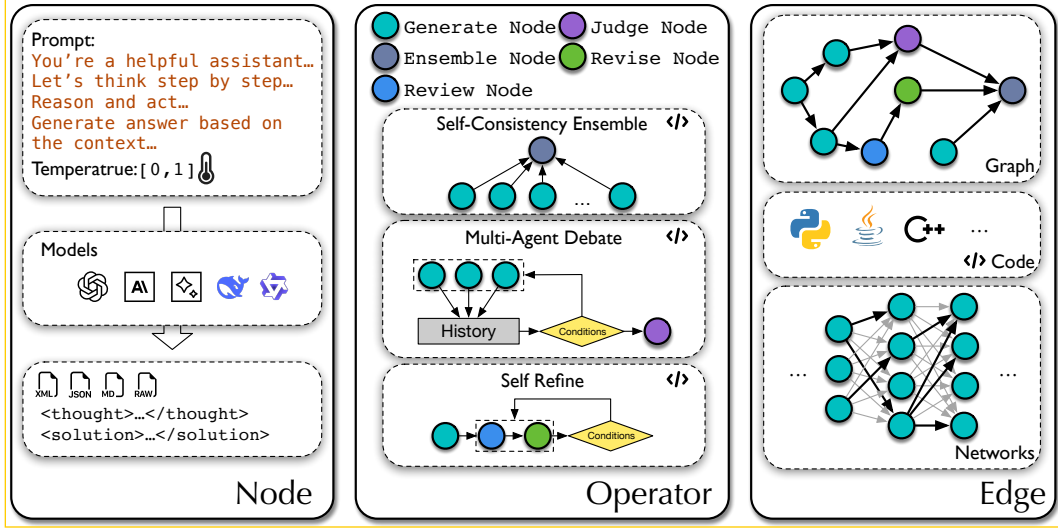 Prompt:
You're a helpful assistant…
Let's think step by step…
Reason and act…
Generate answer based on
the context…
Temperatrue:[0,1]
Models
XML JSON MD RAW
<thought>…</thought>
<solution>…</solution>
Node
Generate Node Judge Node
Ensemble Node Revise Node
Review Node
Self-Consistency Ensemble </>
…
Multi-Agent Debate </>
History Conditions
Self Refine </>
Conditions
Operator
Graph
C++ …
</> Code
… …
Networks
Edge